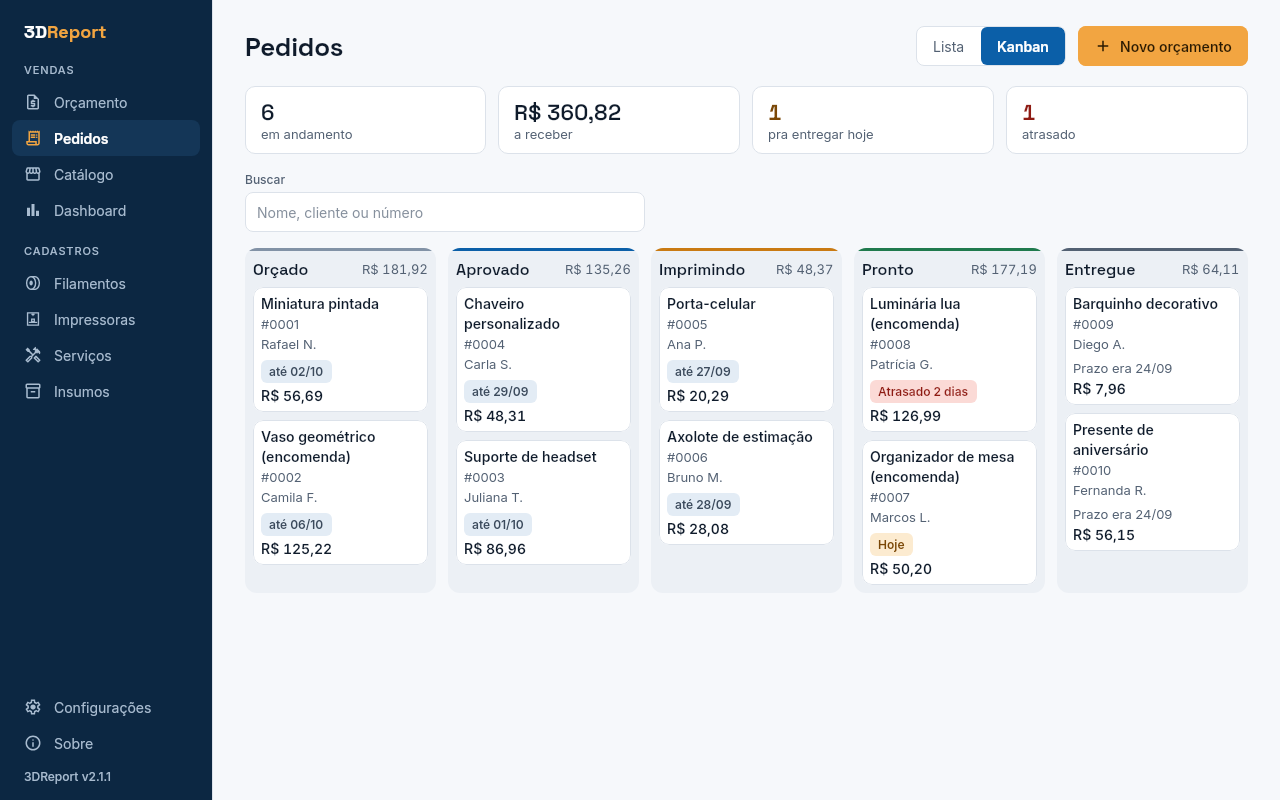 3DReport
VENDAS
Orçamento
Pedidos
Catálogo
Dashboard
CADASTROS
Filamentos
Impressoras
Serviços
Insumos
Configurações
Sobre
3DReport v2.1.1
Pedidos
Lista
Kanban
Novo orçamento
6
em andamento
R$ 360,82
a receber
1
pra entregar hoje
1
atrasado
Buscar
Nome, cliente ou número
Orçado R$ 181,92
Miniatura pintada
#0001
Rafael N.
até 02/10
R$ 56,69
Vaso geométrico
(encomenda)
#0002
Camila F.
até 06/10
R$ 125,22
Aprovado R$ 135,26
Chaveiro
personalizado
#0004
Carla S.
até 29/09
R$ 48,31
Suporte de headset
#0003
Juliana T.
até 01/10
R$ 86,96
Imprimindo R$ 48,37
Porta-celular
#0005
Ana P.
até 27/09
R$ 20,29
Axolote de estimação
#0006
Bruno M.
até 28/09
R$ 28,08
Pronto R$ 177,19
Luminária lua
(encomenda)
#0008
Patrícia G.
Atrasado 2 dias
R$ 126,99
Organizador de mesa
(encomenda)
#0007
Marcos L.
Hoje
R$ 50,20
Entregue R$ 64,11
Barquinho decorativo
#0009
Diego A.
Prazo era 24/09
R$ 7,96
Presente de
aniversário
#0010
Fernanda R.
Prazo era 24/09
R$ 56,15